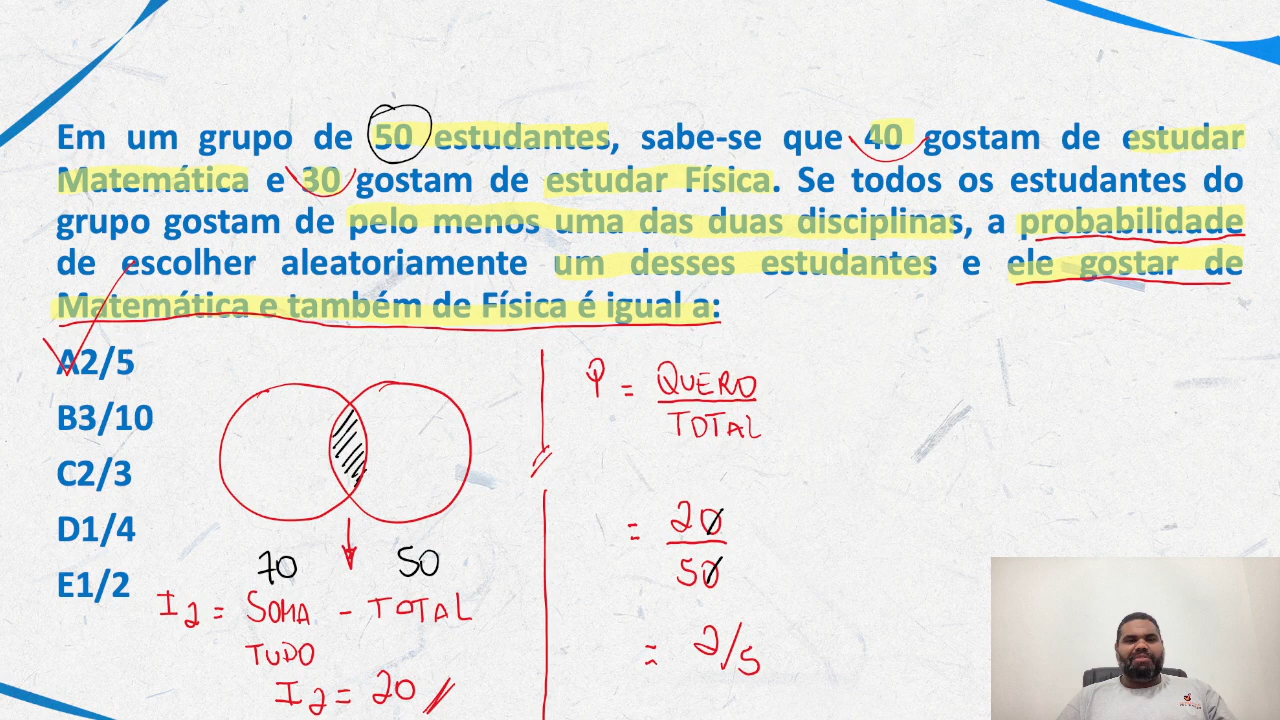 Em um grupo de 50 estudantes, sabe-se que 40 gostam de estudar
Matemática e 30 gostam de estudar Física. Se todos os estudantes do
grupo gostam de pelo menos uma das duas disciplinas, a probabilidade
de escolher aleatoriamente um desses estudantes e ele gostar de
Matemática e também de Física é igual a:
A2/5
B3/10
C2/3
D1/4
E1/2
70 50
I2 = SOMA - TOTAL
TUDO
I2 = 20
P = QUERO
TOTAL
= 20
50
= 2/5